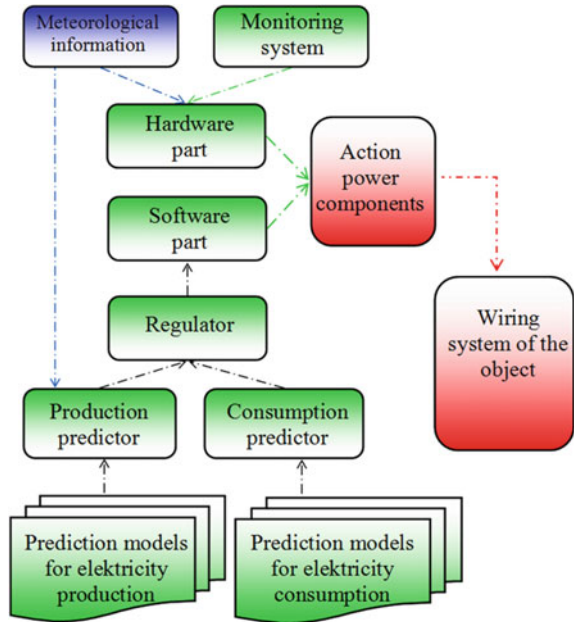 Meteorological
information
Monitoring
system
Hardware
part
Action
power
components
Software
part
Wiring
system of the
object
Regulator
Production
predictor
Consumption
predictor
Prediction models
for elektricity
production
Prediction models
for elektricity
consumption